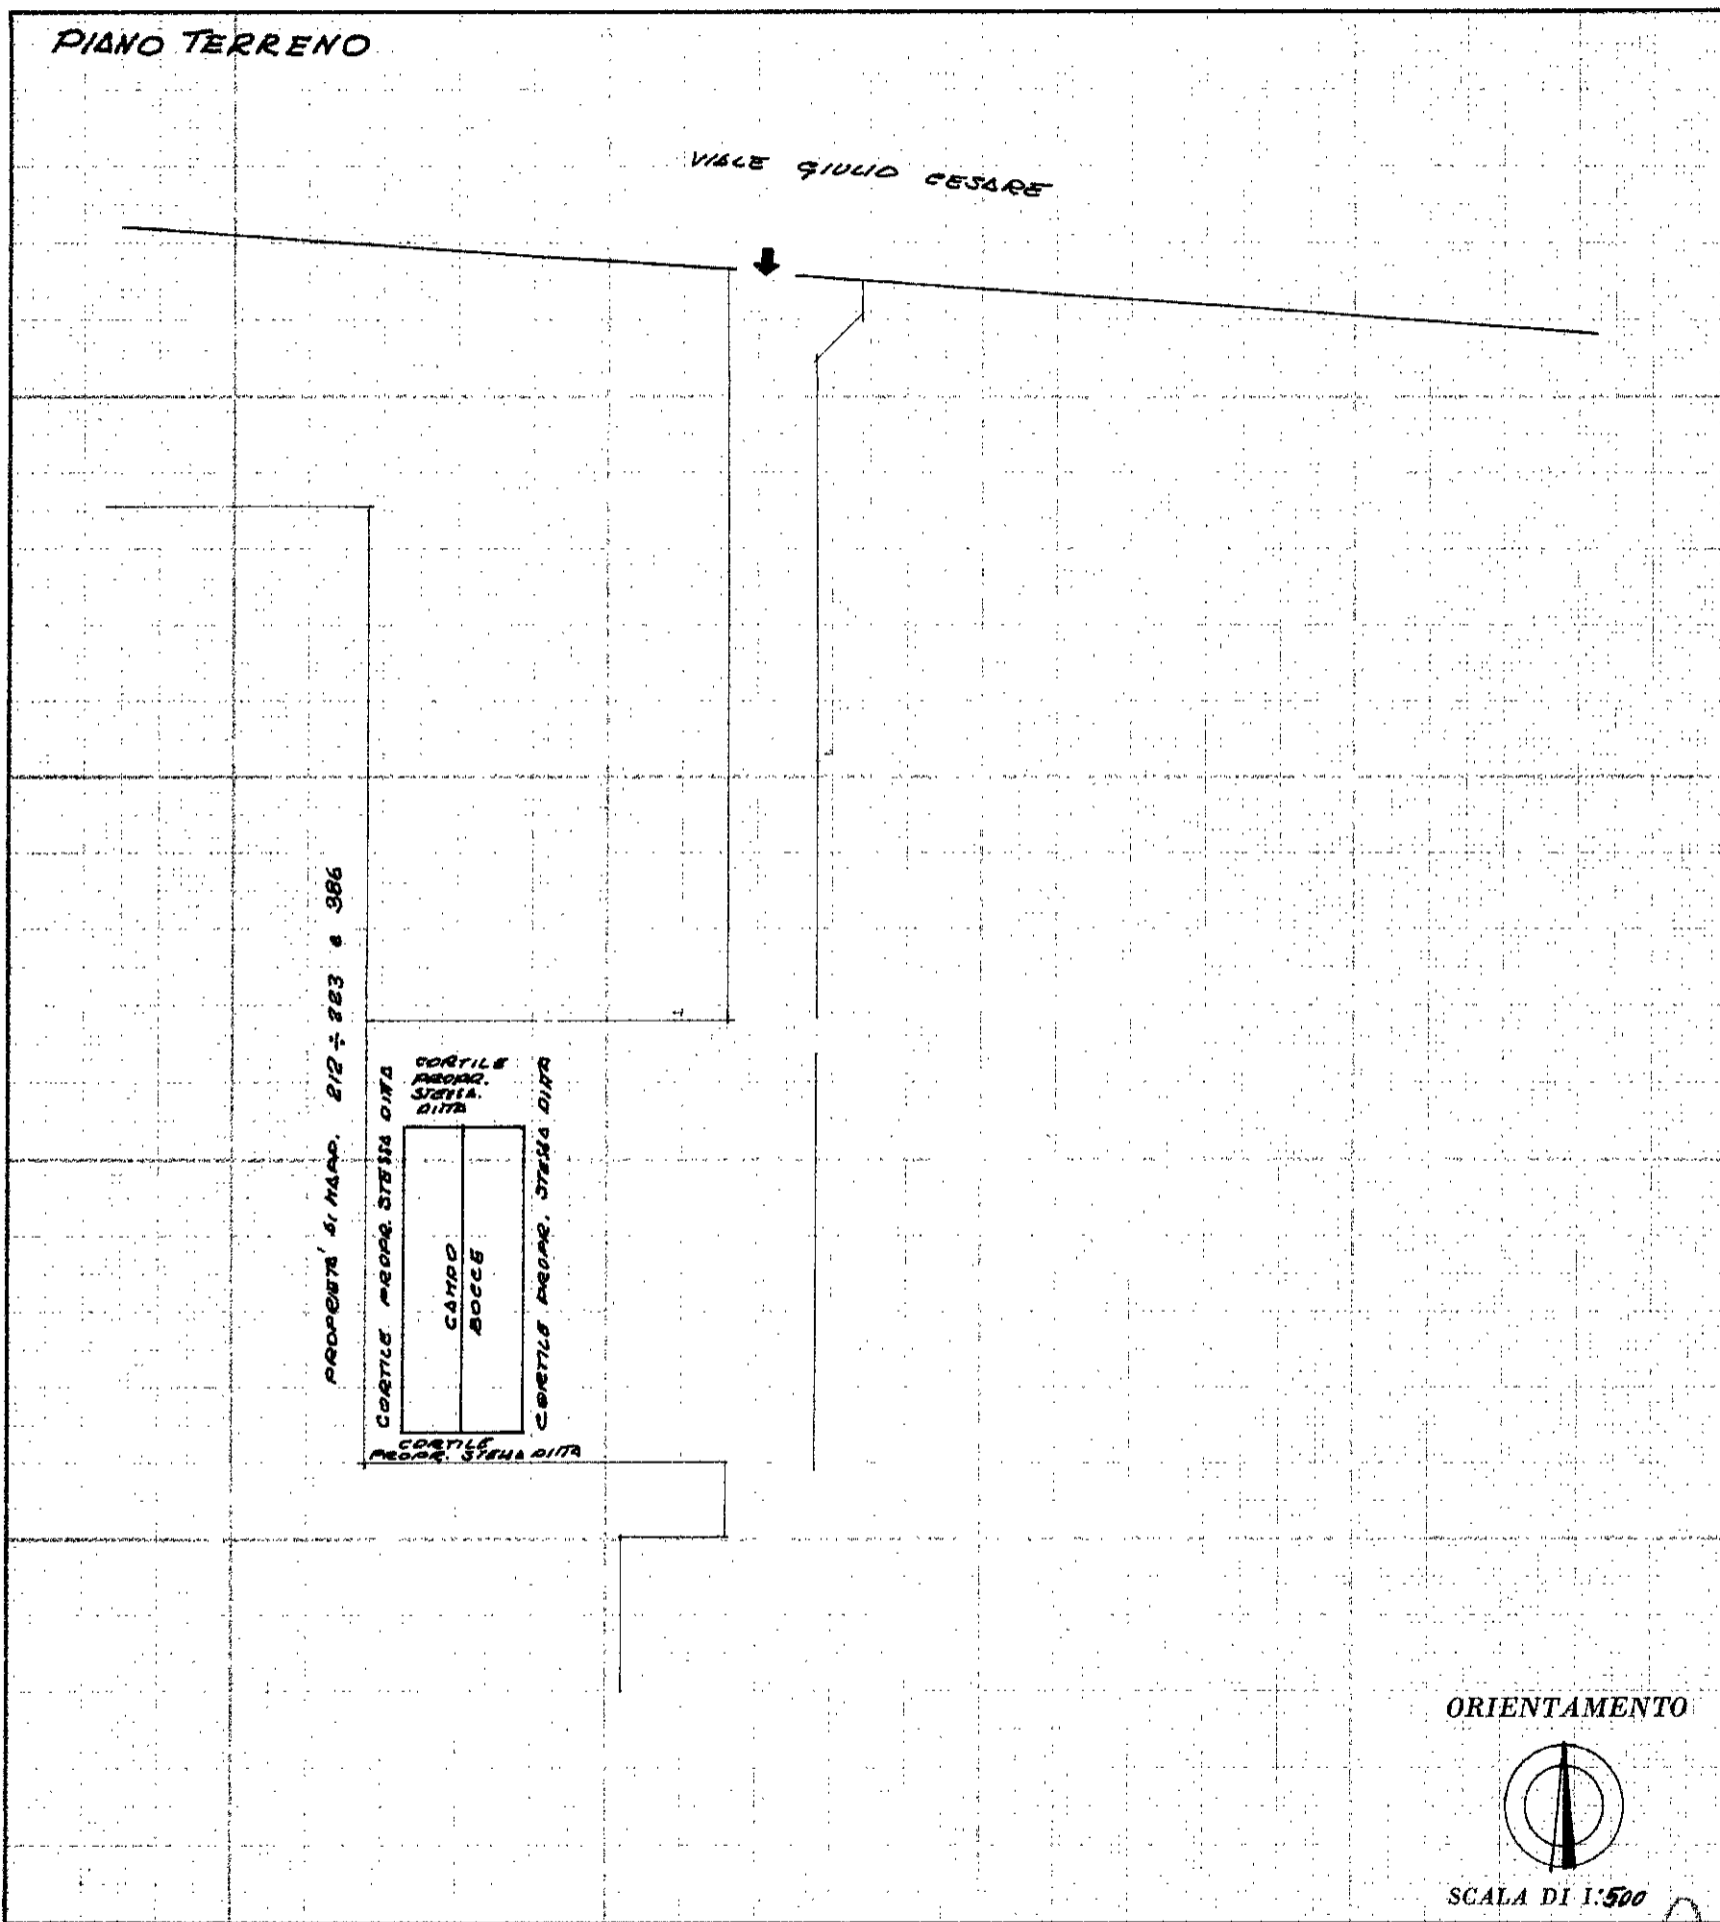 PIANO TERRENO
VIALE GIULIO CESARE
PROPRIETA' DI MAPP. 212 ÷ 223 e 386
CORTILE PROPR. STESSA DITTA
CORTILE
PROPR.
STESSA
DITTA
CORTILE PROPR. STESSA DITTA
CAMPO
BOCCE
CORTILE
PROPR. STESSA DITTA
ORIENTAMENTO
SCALA DI 1:500